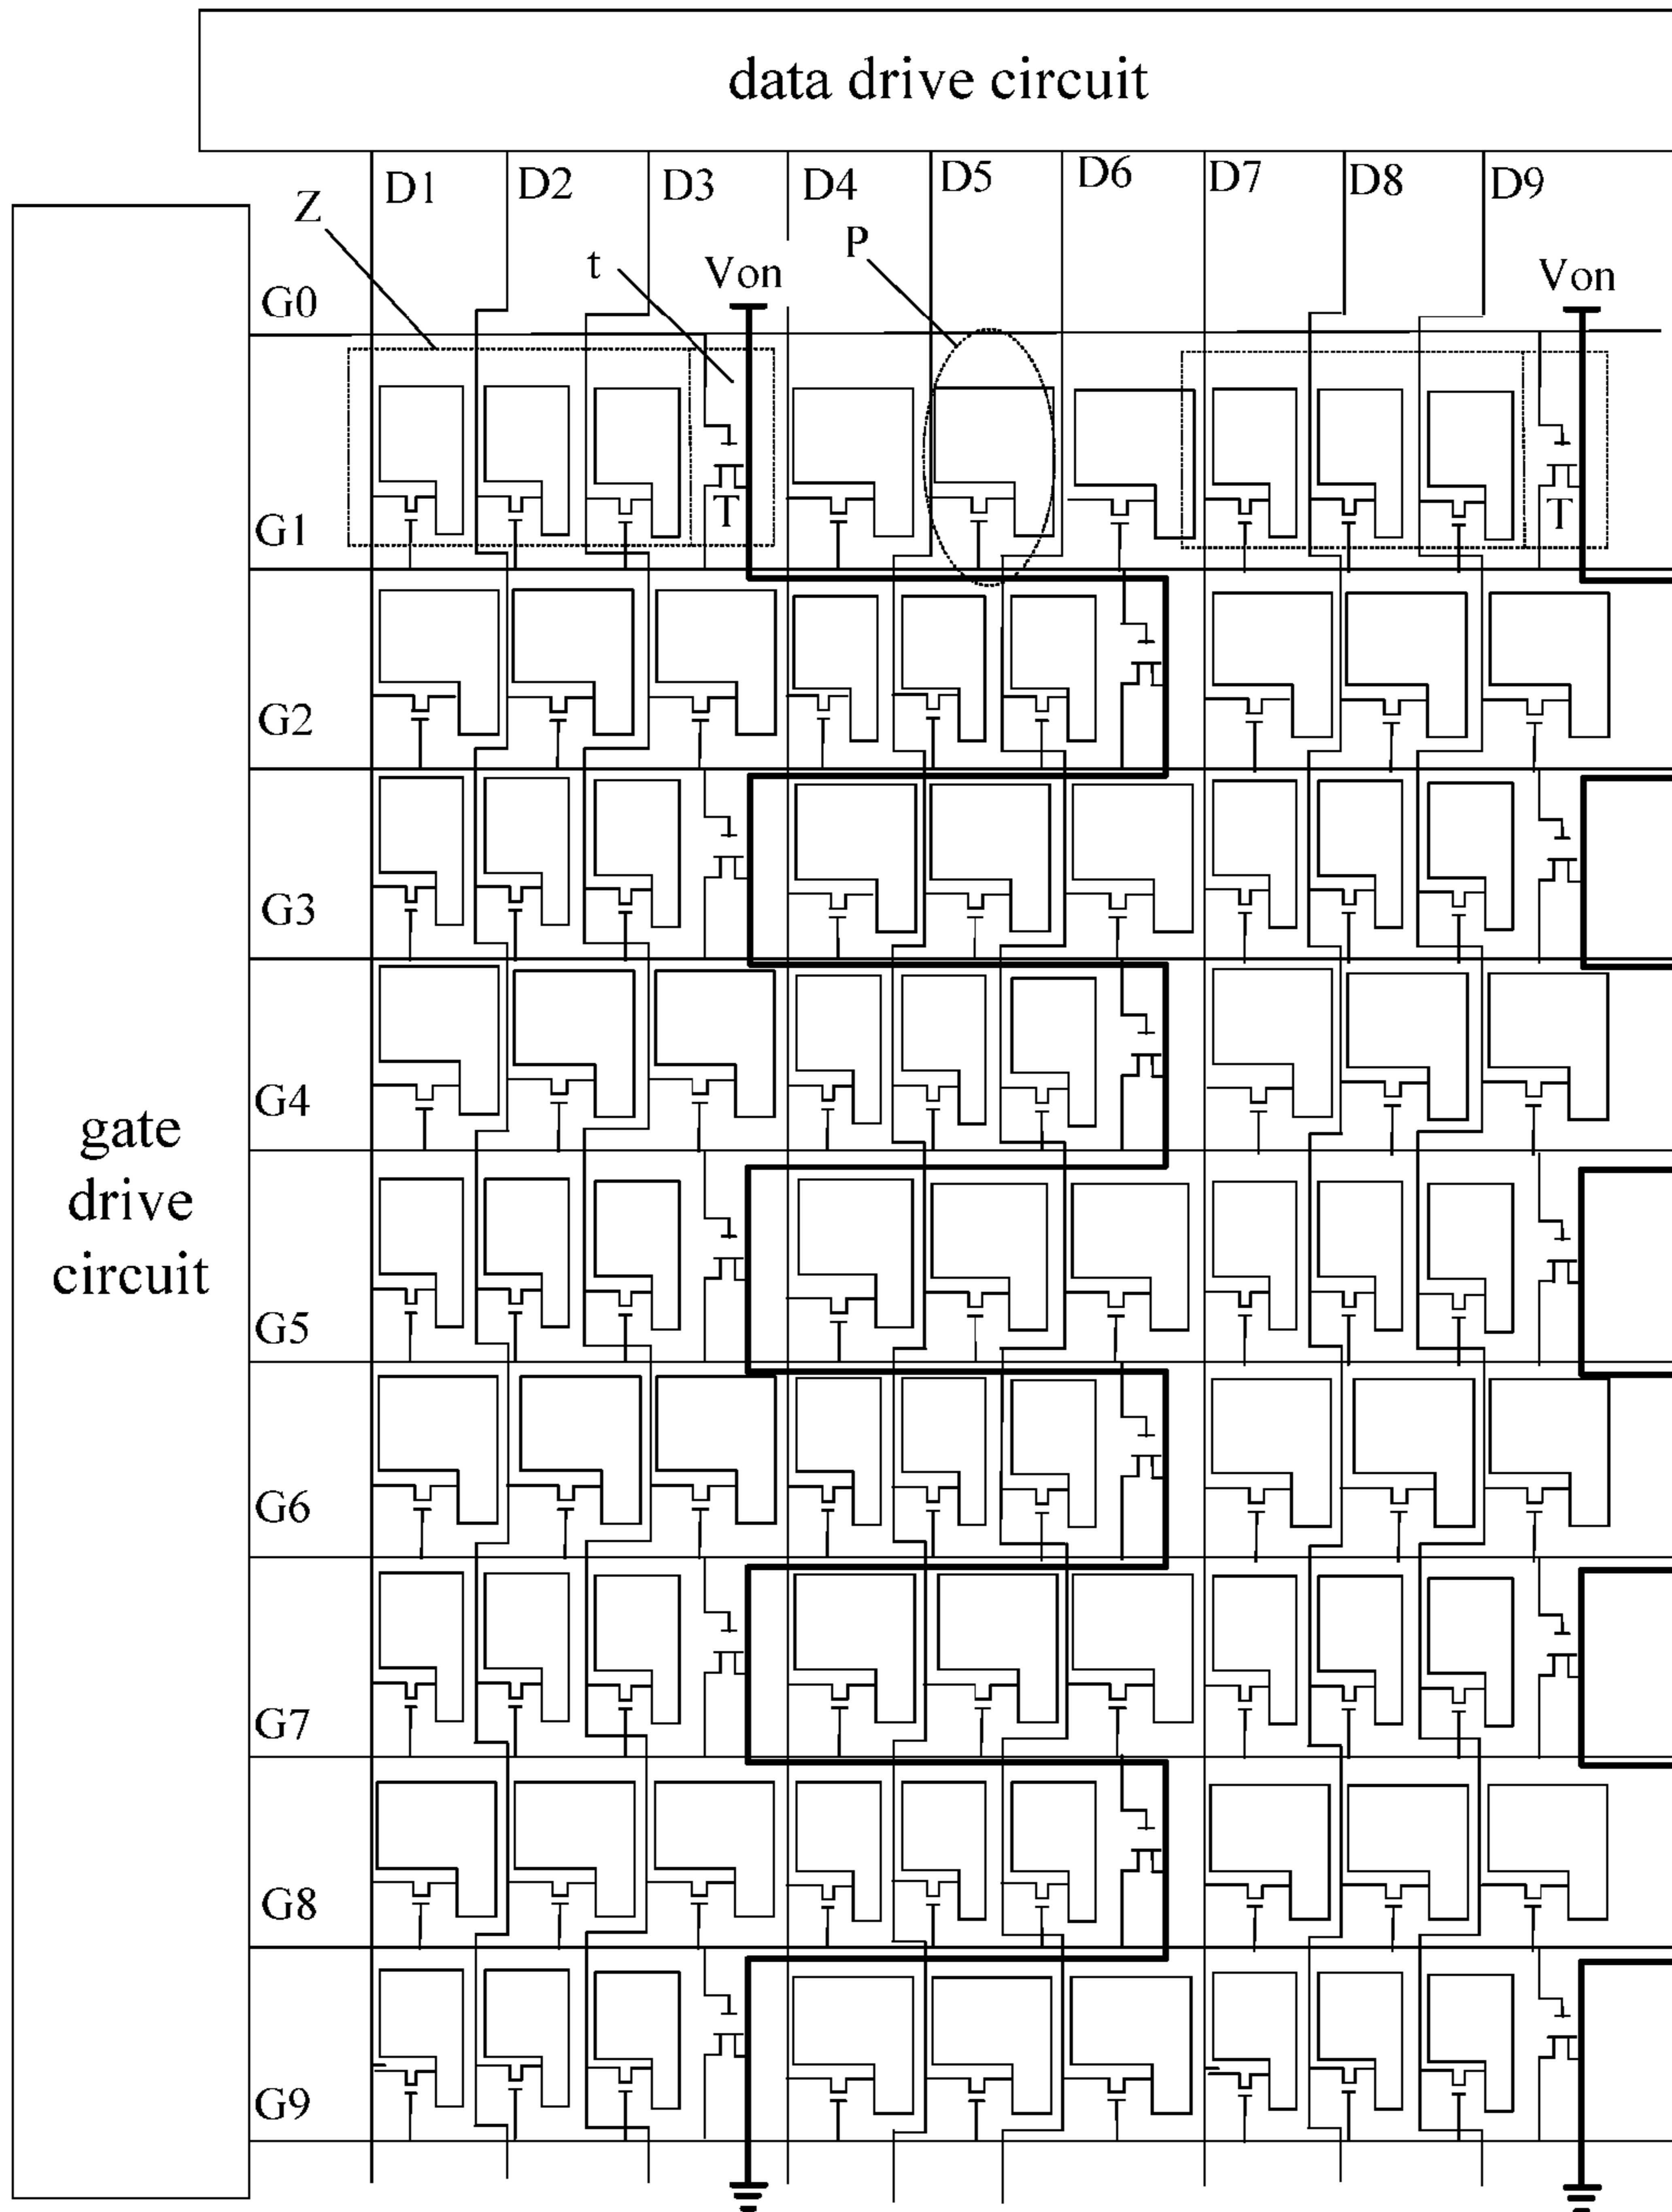 data drive circuit
D1 D2 D3 D4 D5 D6 D7 D8 D9
Z
t
Von
P
Von
G0
G1
T
T
G2
G3
G4
gate
drive
circuit
G5
G6
G7
G8
G9